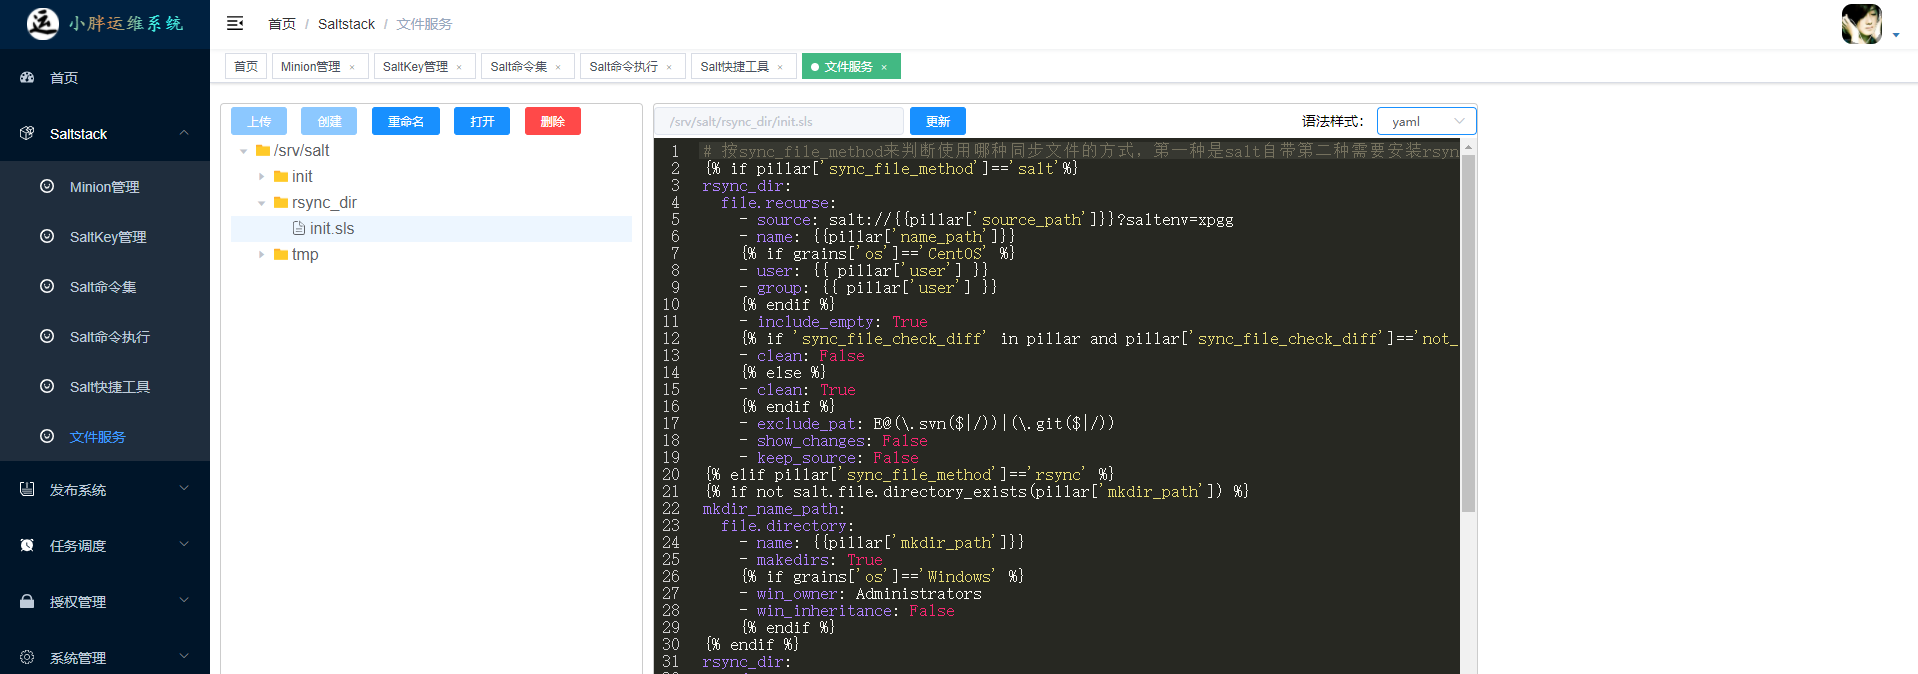 运 小胖运维系统
首页 / Saltstack / 文件服务
首页
Minion管理 ×
SaltKey管理 ×
Salt命令集 ×
Salt命令执行 ×
Salt快捷工具 ×
文件服务 ×
首页
Saltstack
Minion管理
SaltKey管理
Salt命令集
Salt命令执行
Salt快捷工具
文件服务
发布系统
任务调度
授权管理
系统管理
上传 创建 重命名 打开 删除
/srv/salt
init
rsync_dir
init.sls
tmp
/srv/salt/rsync_dir/init.sls 更新 语法样式： yaml
1 # 按sync_file_method来判断使用哪种同步文件的方式，第一种是salt自带第二种需要安装rsyn
2 {% if pillar['sync_file_method']=='salt'%}
3 rsync_dir:
4   file.recurse:
5     - source: salt://{{pillar['source_path']}}?saltenv=xpgg
6     - name: {{pillar['name_path']}}
7     {% if grains['os']=='CentOS' %}
8     - user: {{ pillar['user'] }}
9     - group: {{ pillar['user'] }}
10     {% endif %}
11     - include_empty: True
12     {% if 'sync_file_check_diff' in pillar and pillar['sync_file_check_diff']=='not_
13     - clean: False
14     {% else %}
15     - clean: True
16     {% endif %}
17     - exclude_pat: E@(\.svn($|/))|(\.git($|/))
18     - show_changes: False
19     - keep_source: False
20 {% elif pillar['sync_file_method']=='rsync' %}
21 {% if not salt.file.directory_exists(pillar['mkdir_path']) %}
22 mkdir_name_path:
23   file.directory:
24     - name: {{pillar['mkdir_path']}}
25     - makedirs: True
26     {% if grains['os']=='Windows' %}
27     - win_owner: Administrators
28     - win_inheritance: False
29     {% endif %}
30 {% endif %}
31 rsync_dir: